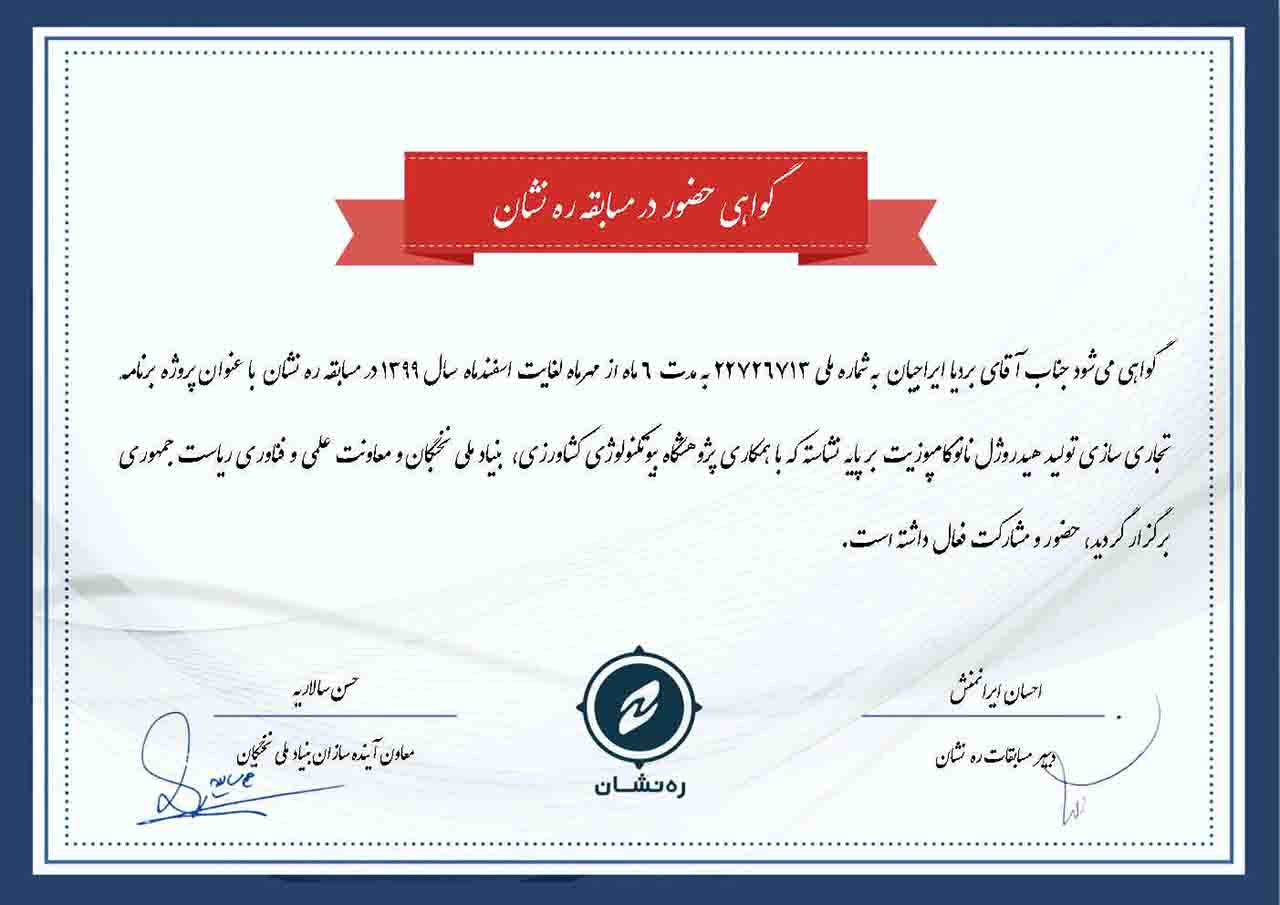 گواهی حضور در مسابقه ره نشان
گواهی می‌شود جناب آقای بردیا ایراجیان به شماره ملی ۲۲۷۲۶۷۱۳ به مدت ۶ ماه از مهرماه لغایت اسفندماه سال ۱۳۹۹ در مسابقه ره نشان با عنوان پروژه برنامه
تجاری سازی تولید هیدروژل نانوکامپوزیت بر پایه نشاسته که با همکاری پژوهشگاه بیوتکنولوژی کشاورزی، بنیاد ملی نخبگان و معاونت علمی و فناوری ریاست جمهوری
برگزار گردید، حضور و مشارکت فعال داشته است.
احسان ایرانمنش
دبیر مسابقات ره نشان
حسن سالاریه
معاون آینده سازان بنیاد ملی نخبگان
ره‌نشان